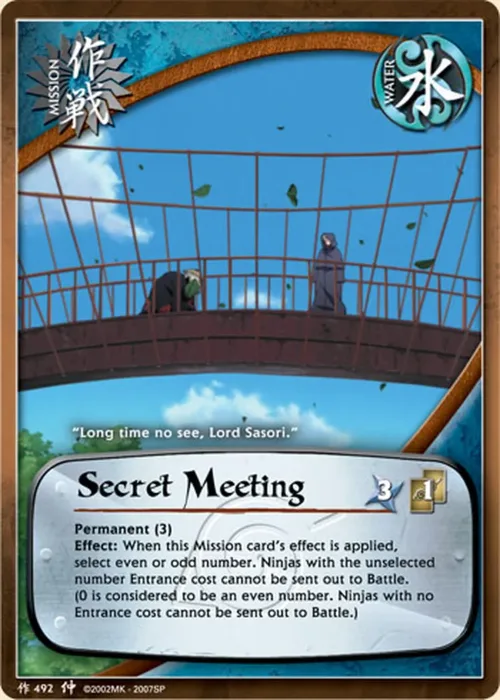 MISSION
作戦
WATER
水
"Long time no see, Lord Sasori."
Secret Meeting
3
1
Permanent (3)
Effect: When this Mission card's effect is applied,
select even or odd number. Ninjas with the unselected
number Entrance cost cannot be sent out to Battle.
(0 is considered to be an even number. Ninjas with no
Entrance cost cannot be sent out to Battle.)
作 492 仲 ©2002MK - 2007SP